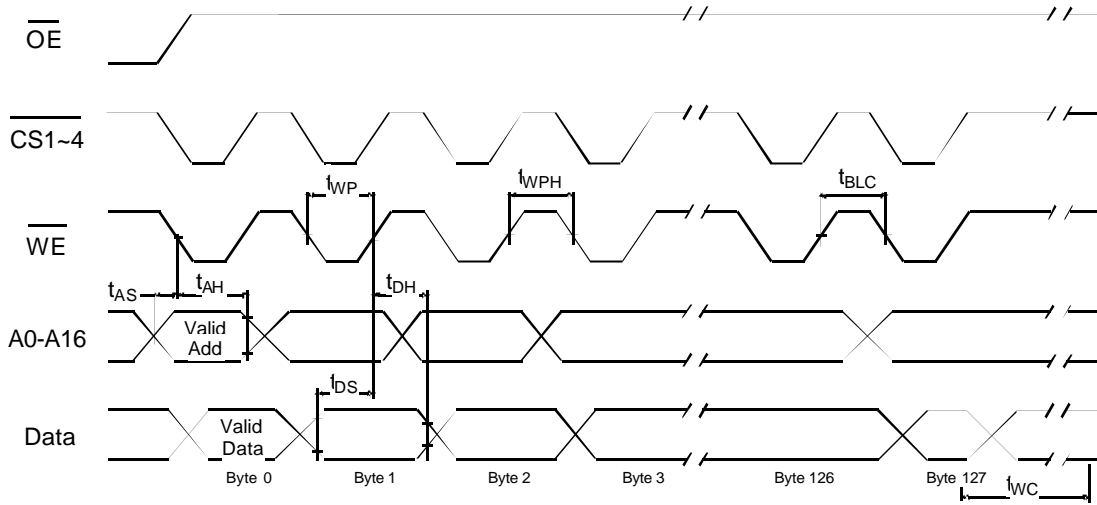 OE
CS1~4
tWP
tWPH
tBLC
WE
tAS
tAH
tDH
A0-A16
Valid
Add
tDS
Data
Valid
Data
Byte 0
Byte 1
Byte 2
Byte 3
Byte 126
Byte 127
tWC